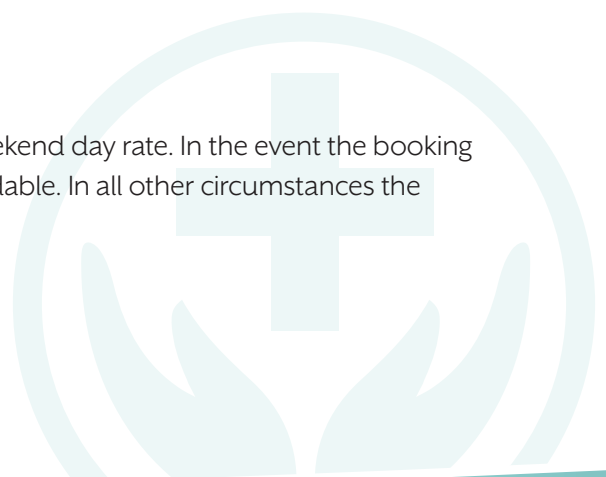 ekend day rate. In the event the booking
lable. In all other circumstances the